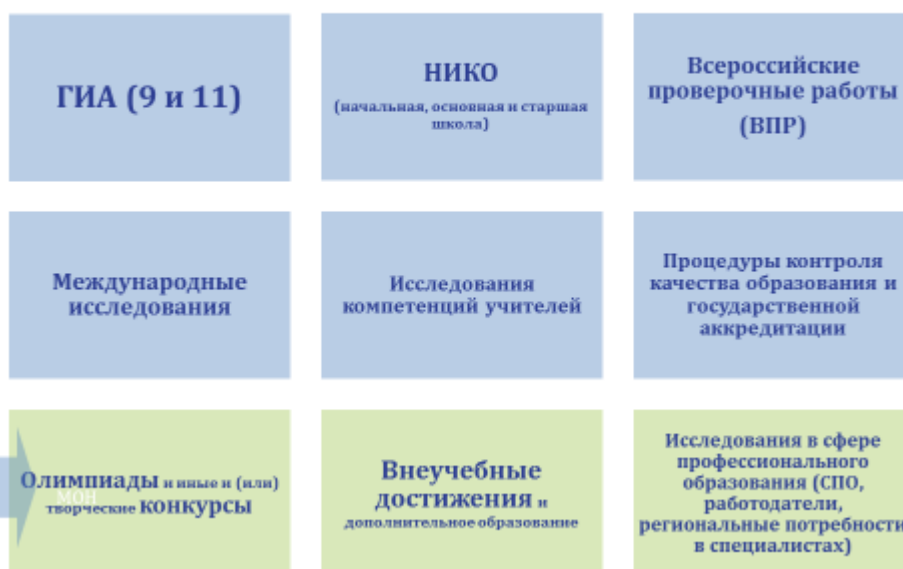 ГИА (9 и 11)
НИКО
(начальная, основная и старшая
школа)
Всероссийские
проверочные работы
(ВПР)
Международные
исследования
Исследования
компетенций учителей
Процедуры контроля
качества образования и
государственной
аккредитации
Олимпиады и иные и (или)
творческие конкурсы
МОН
Внеучебные
достижения и
дополнительное образование
Исследования в сфере
профессионального
образования (СПО,
работодатели,
региональные потребности
в специалистах)